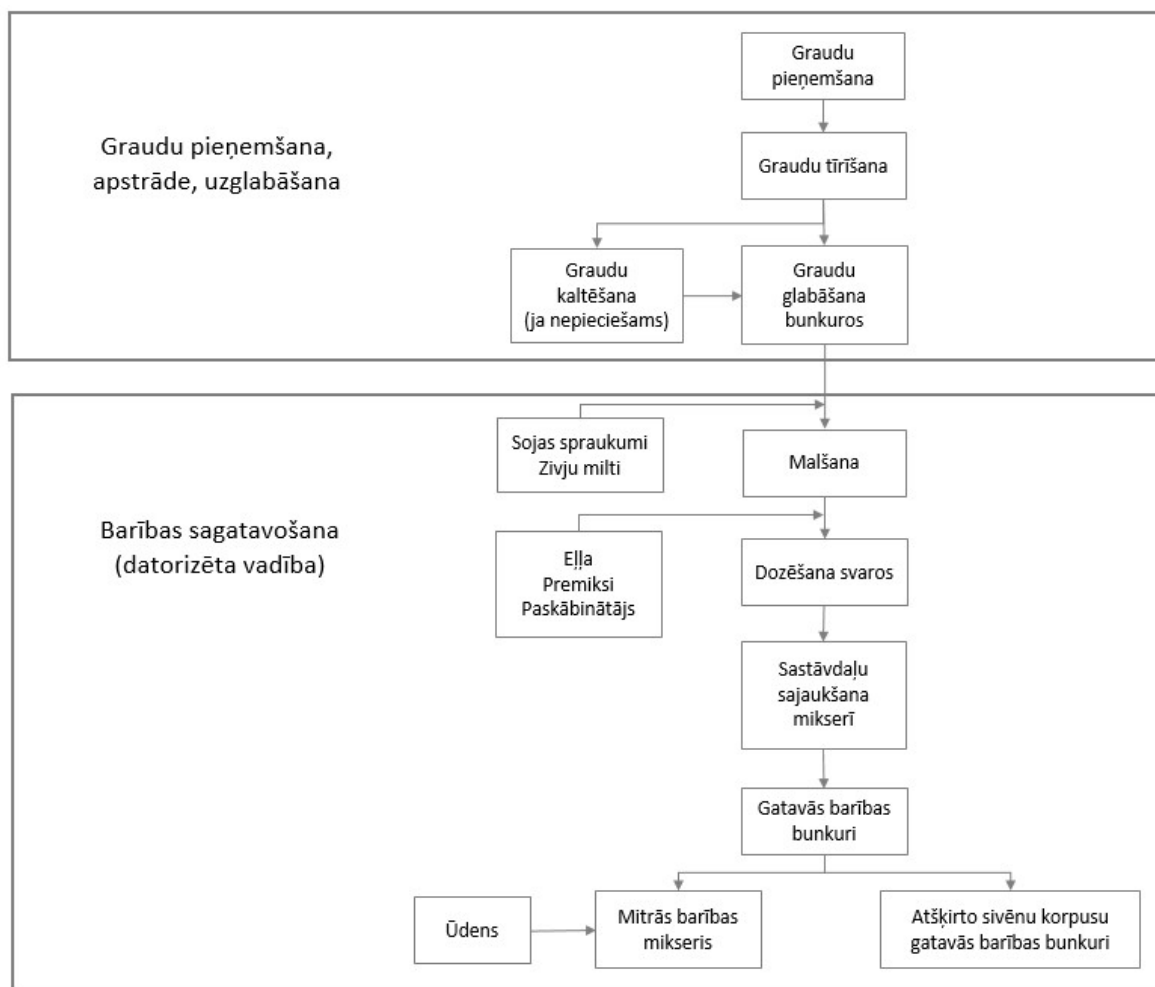 Graudu
pieņemšana
Graudu pieņemšana,
apstrāde, uzglabāšana
Graudu tīrīšana
Graudu
kaltēšana
(ja nepieciešams)
Graudu
glabāšana
bunkuros
Sojas spraukumi
Zivju milti
Malšana
Barības sagatavošana
(datorizēta vadība)
Eļļa
Premiksi
Paskābinātājs
Dozēšana svaros
Sastāvdaļu
sajaukšana
mikserī
Gatavās barības
bunkuri
Ūdens
Mitrās barības
mikseris
Atšķirto sivēnu korpusu
gatavās barības bunkuri